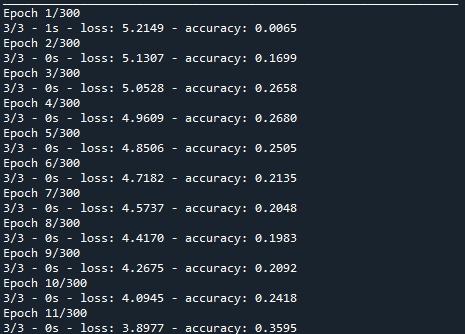 Epoch 1/300
3/3 - 1s - loss: 5.2149 - accuracy: 0.0065
Epoch 2/300
3/3 - 0s - loss: 5.1307 - accuracy: 0.1699
Epoch 3/300
3/3 - 0s - loss: 5.0528 - accuracy: 0.2658
Epoch 4/300
3/3 - 0s - loss: 4.9609 - accuracy: 0.2680
Epoch 5/300
3/3 - 0s - loss: 4.8506 - accuracy: 0.2505
Epoch 6/300
3/3 - 0s - loss: 4.7182 - accuracy: 0.2135
Epoch 7/300
3/3 - 0s - loss: 4.5737 - accuracy: 0.2048
Epoch 8/300
3/3 - 0s - loss: 4.4170 - accuracy: 0.1983
Epoch 9/300
3/3 - 0s - loss: 4.2675 - accuracy: 0.2092
Epoch 10/300
3/3 - 0s - loss: 4.0945 - accuracy: 0.2418
Epoch 11/300
3/3 - 0s - loss: 3.8977 - accuracy: 0.3595